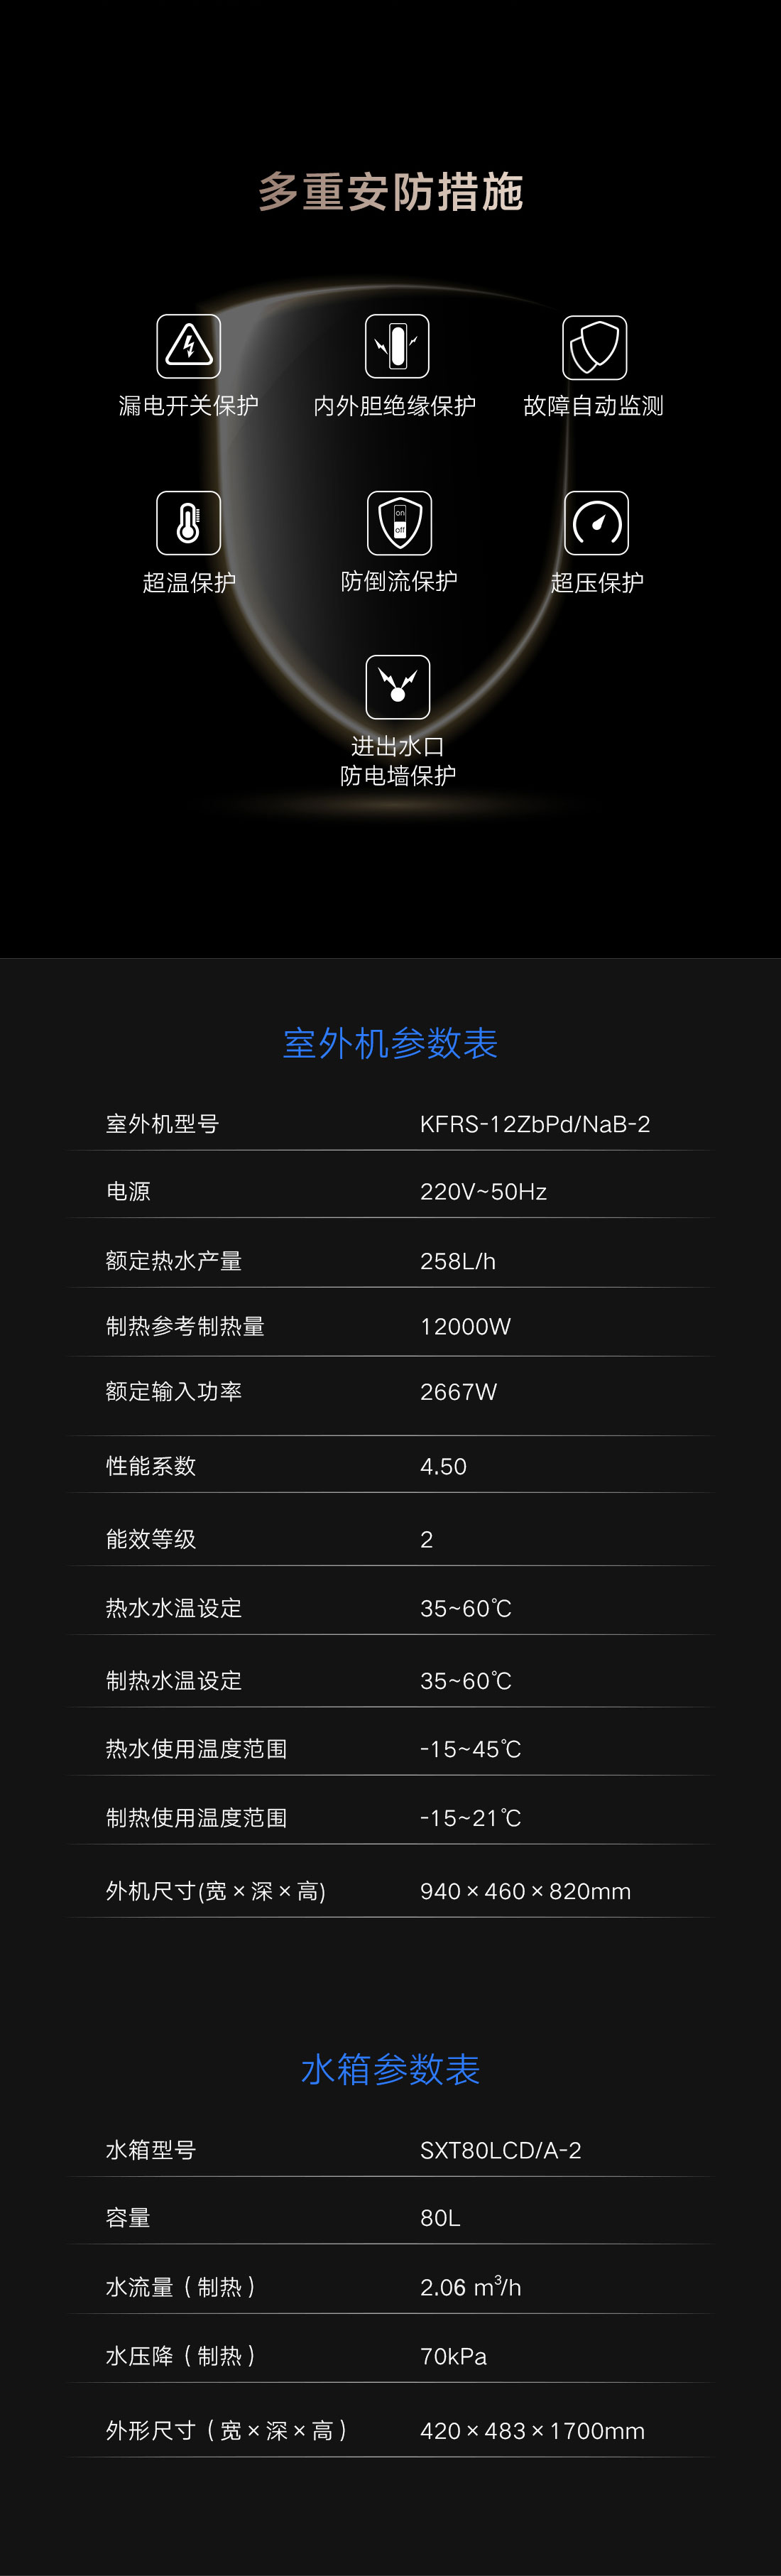 多重安防措施
漏电开关保护
内外胆绝缘保护
故障自动监测
on
off
超温保护
防倒流保护
超压保护
进出水口
防电墙保护
室外机参数表
室外机型号 KFRS-12ZbPd/NaB-2
电源 220V~50Hz
额定热水产量 258L/h
制热参考制热量 12000W
额定输入功率 2667W
性能系数 4.50
能效等级 2
热水水温设定 35~60℃
制热水温设定 35~60℃
热水使用温度范围 -15~45℃
制热使用温度范围 -15~21℃
外机尺寸(宽×深×高) 940×460×820mm
水箱参数表
水箱型号 SXT80LCD/A-2
容量 80L
水流量（制热） 2.06 m³/h
水压降（制热） 70kPa
外形尺寸（宽×深×高） 420×483×1700mm